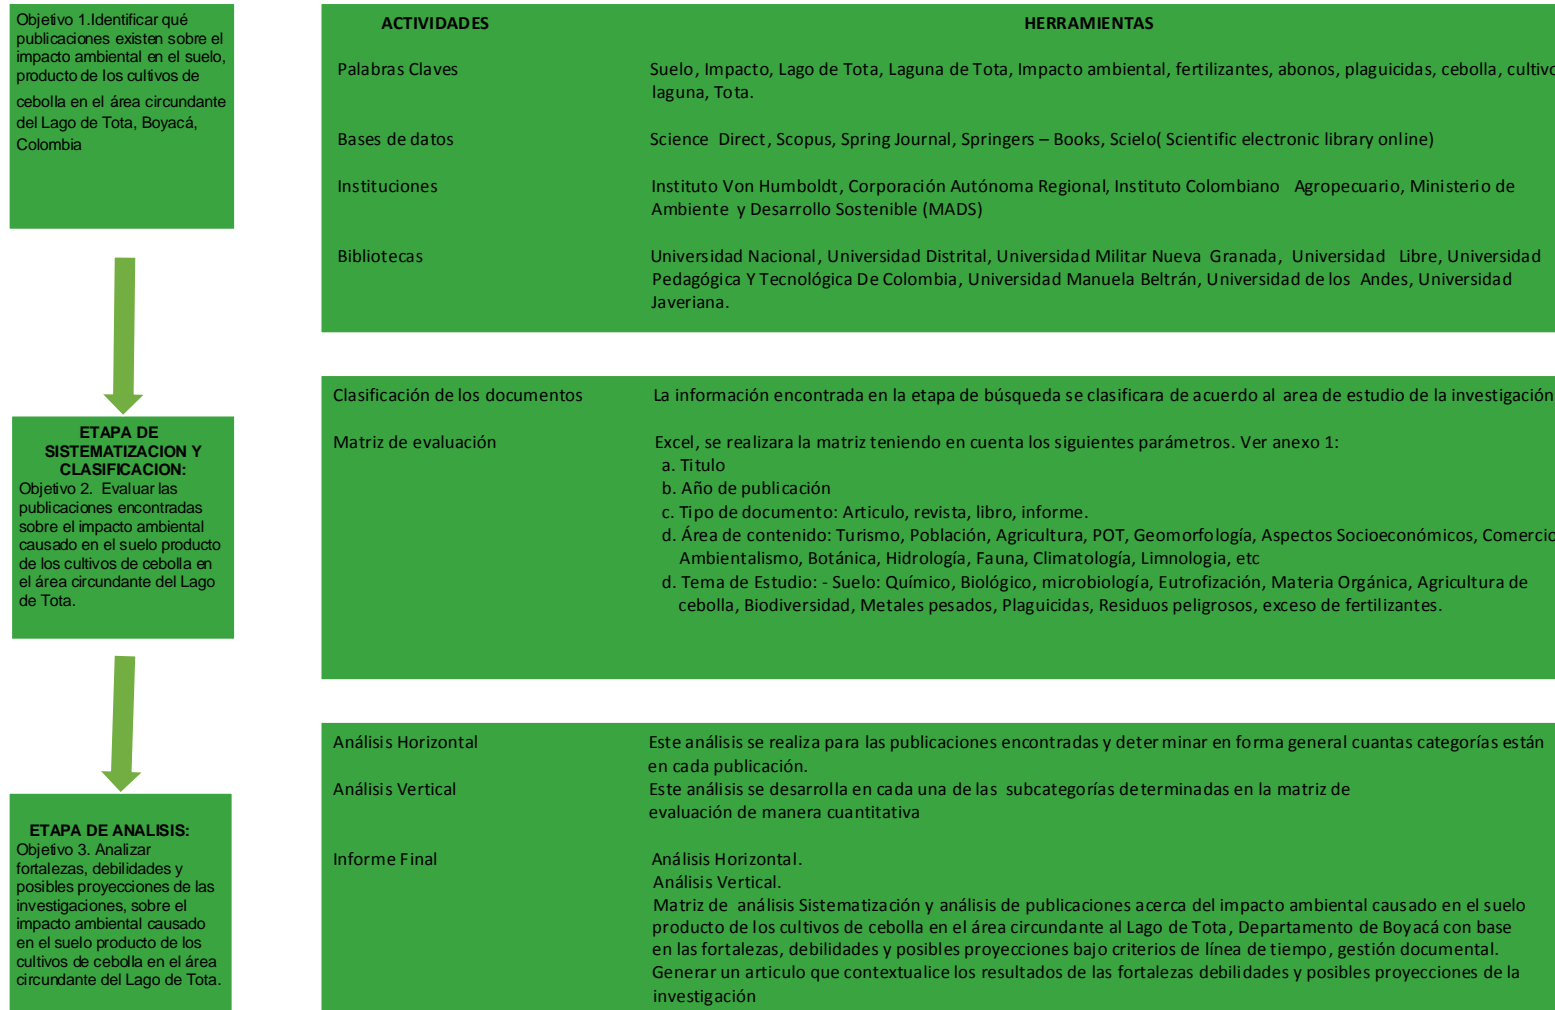 Objetivo 1.Identificar qué
publicaciones existen sobre el
impacto ambiental en el suelo,
producto de los cultivos de
cebolla en el área circundante
del Lago de Tota, Boyacá,
Colombia
ACTIVIDADES HERRAMIENTAS
Palabras Claves Suelo, Impacto, Lago de Tota, Laguna de Tota, Impacto ambiental, fertilizantes, abonos, plaguicidas, cebolla, cultivo
laguna, Tota.
Bases de datos Science Direct, Scopus, Spring Journal, Springers – Books, Scielo( Scientific electronic library online)
Instituciones Instituto Von Humboldt, Corporación Autónoma Regional, Instituto Colombiano Agropecuario, Ministerio de
Ambiente y Desarrollo Sostenible (MADS)
Bibliotecas Universidad Nacional, Universidad Distrital, Universidad Militar Nueva Granada, Universidad Libre, Universidad
Pedagógica Y Tecnológica De Colombia, Universidad Manuela Beltrán, Universidad de los Andes, Universidad
Javeriana.
ETAPA DE
SISTEMATIZACION Y
CLASIFICACION:
Objetivo 2. Evaluar las
publicaciones encontradas
sobre el impacto ambiental
causado en el suelo producto
de los cultivos de cebolla en
el área circundante del Lago
de Tota.
Clasificación de los documentos La información encontrada en la etapa de búsqueda se clasificara de acuerdo al area de estudio de la investigación
Matriz de evaluación Excel, se realizara la matriz teniendo en cuenta los siguientes parámetros. Ver anexo 1:
a. Titulo
b. Año de publicación
c. Tipo de documento: Articulo, revista, libro, informe.
d. Área de contenido: Turismo, Población, Agricultura, POT, Geomorfología, Aspectos Socioeconómicos, Comercio
Ambientalismo, Botánica, Hidrología, Fauna, Climatología, Limnologia, etc
d. Tema de Estudio: - Suelo: Químico, Biológico, microbiología, Eutrofización, Materia Orgánica, Agricultura de
cebolla, Biodiversidad, Metales pesados, Plaguicidas, Residuos peligrosos, exceso de fertilizantes.
ETAPA DE ANALISIS:
Objetivo 3. Analizar
fortalezas, debilidades y
posibles proyecciones de las
investigaciones, sobre el
impacto ambiental causado
en el suelo producto de los
cultivos de cebolla en el área
circundante del Lago de Tota.
Análisis Horizontal Este análisis se realiza para las publicaciones encontradas y determinar en forma general cuantas categorías están
en cada publicación.
Análisis Vertical Este análisis se desarrolla en cada una de las subcategorías determinadas en la matriz de
evaluación de manera cuantitativa
Informe Final Análisis Horizontal.
Análisis Vertical.
Matriz de análisis Sistematización y análisis de publicaciones acerca del impacto ambiental causado en el suelo
producto de los cultivos de cebolla en el área circundante al Lago de Tota, Departamento de Boyacá con base
en las fortalezas, debilidades y posibles proyecciones bajo criterios de línea de tiempo, gestión documental.
Generar un articulo que contextualice los resultados de las fortalezas debilidades y posibles proyecciones de la
investigación